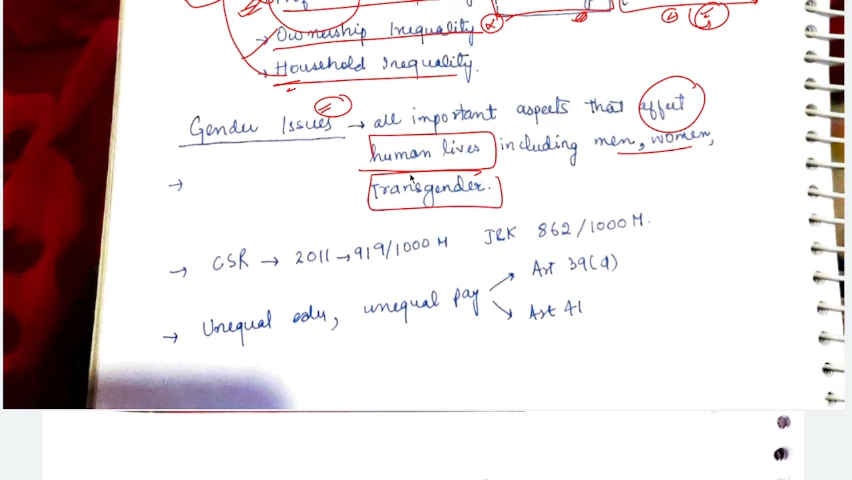 Ownership Inequality
Household Inequality.
Gender Issues → all important aspects that affect
human lives including men, women,
Transgender.
→ CSR → 2011 → 919/1000 M J&K 862/1000 M.
→ Unequal edu, unequal pay → Art 39(d)
→ Art 41